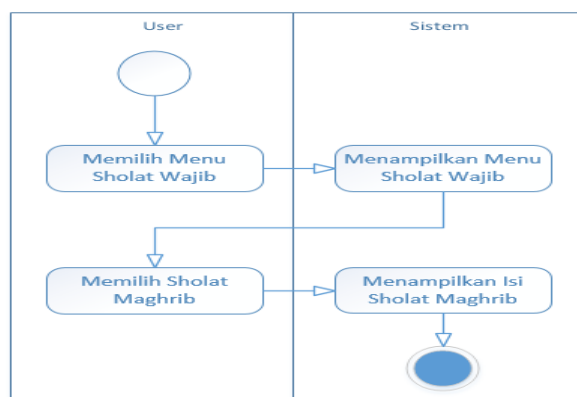 User
Sistem
Memilih Menu
Sholat Wajib
Menampilkan Menu
Sholat Wajib
Memilih Sholat
Maghrib
Menampilkan Isi
Sholat Maghrib